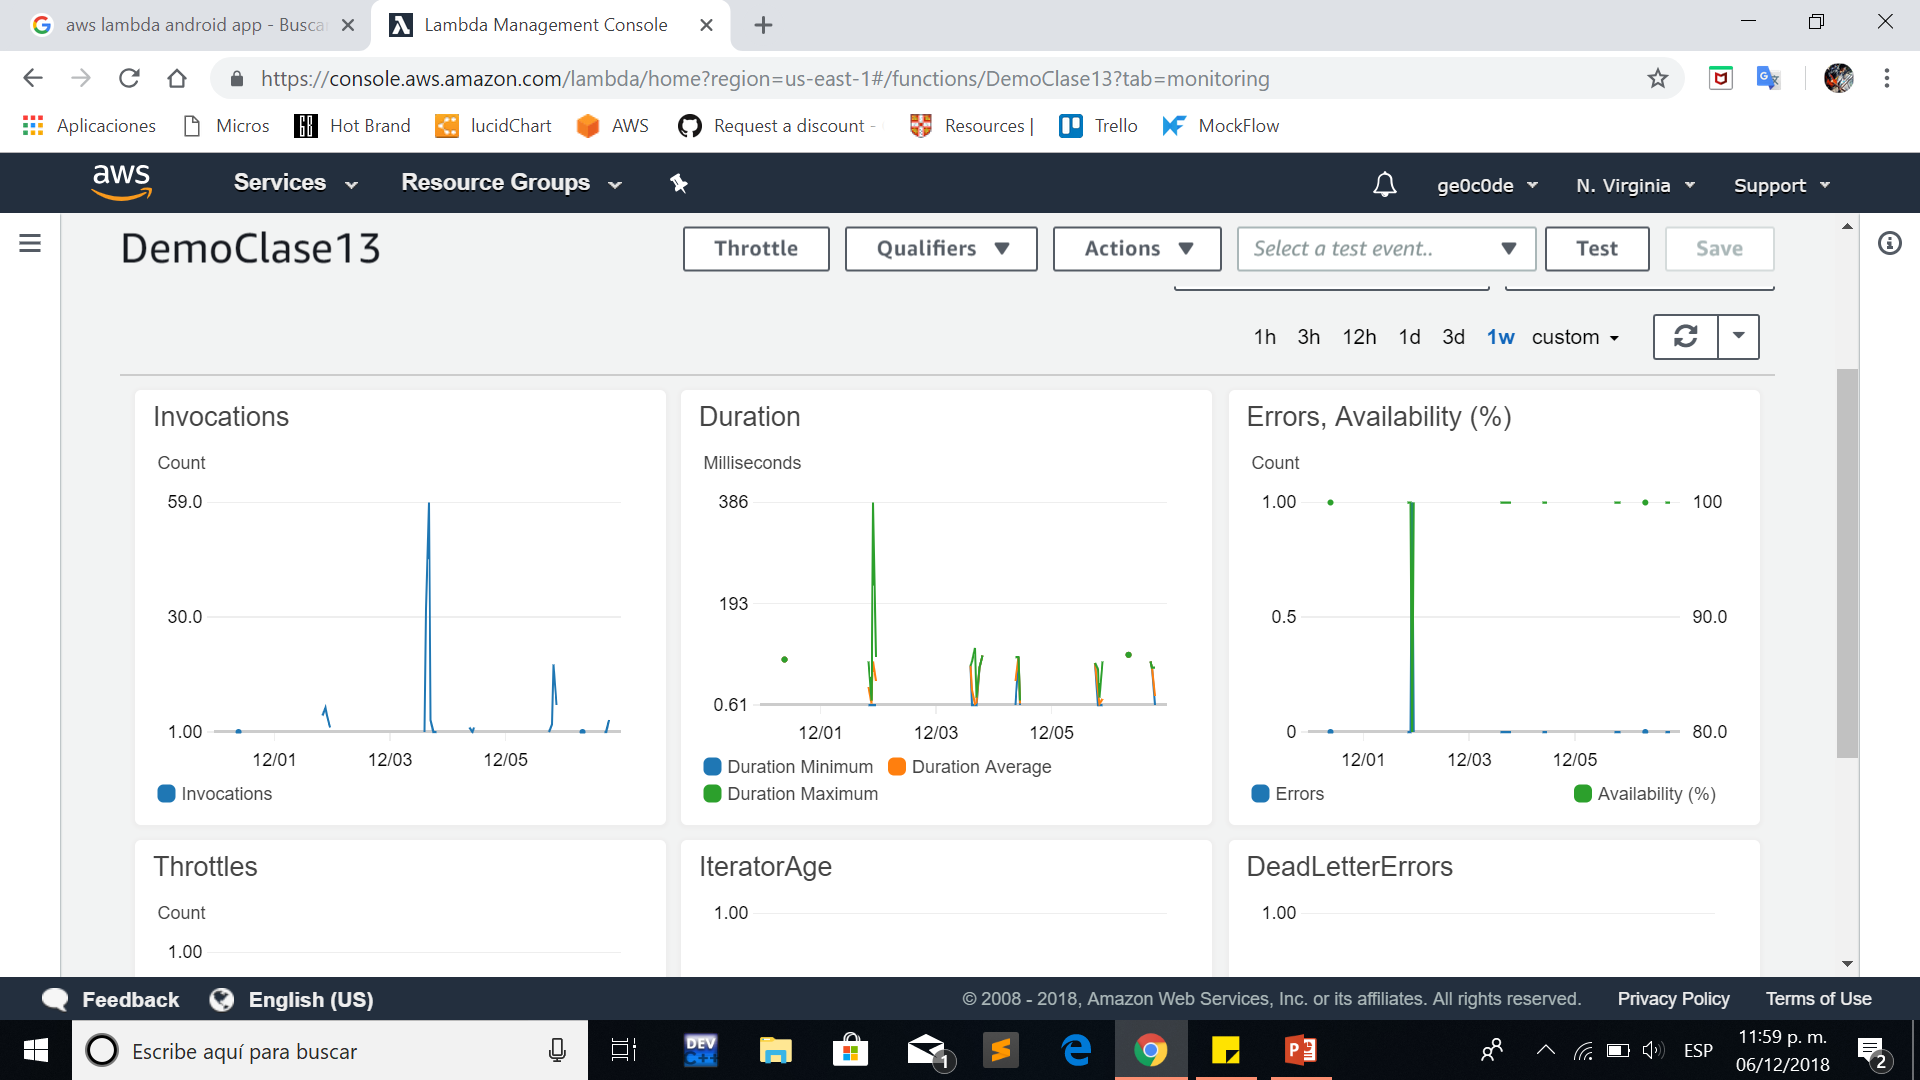 aws lambda android app - Busca
Lambda Management Console
https://console.aws.amazon.com/lambda/home?region=us-east-1#/functions/DemoClase13?tab=monitoring
Aplicaciones Micros Hot Brand lucidChart AWS Request a discount - Resources | Trello MockFlow
aws Services Resource Groups ge0c0de N. Virginia Support
DemoClase13 Throttle Qualifiers Actions Select a test event.. Test Save
1h 3h 12h 1d 3d 1w custom
Invocations
Count
59.0
30.0
1.00
12/01 12/03 12/05
Invocations
Duration
Milliseconds
386
193
0.61
12/01 12/03 12/05
Duration Minimum Duration Average
Duration Maximum
Errors, Availability (%)
Count
1.00 100
0.5 90.0
0 80.0
12/01 12/03 12/05
Errors Availability (%)
Throttles
Count
1.00
IteratorAge
1.00
DeadLetterErrors
1.00
Feedback English (US) © 2008 - 2018, Amazon Web Services, Inc. or its affiliates. All rights reserved. Privacy Policy Terms of Use
Escribe aquí para buscar
DEV
C++
1
ESP
11:59 p. m.
06/12/2018
2